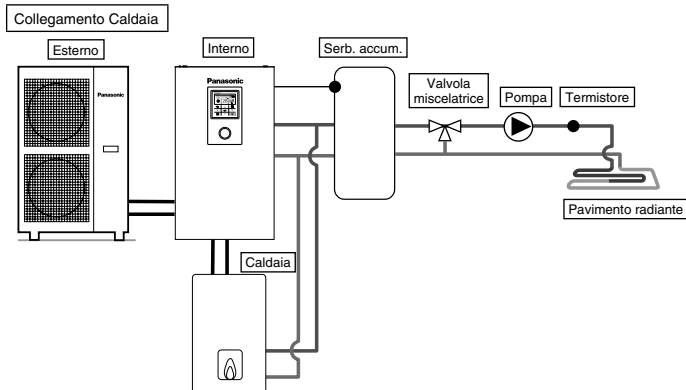 Collegamento Caldaia
Esterno
Interno
Serb. accum.
Panasonic
Panasonic
Valvola
miscelatrice
Pompa
Termistore
Pavimento radiante
Caldaia